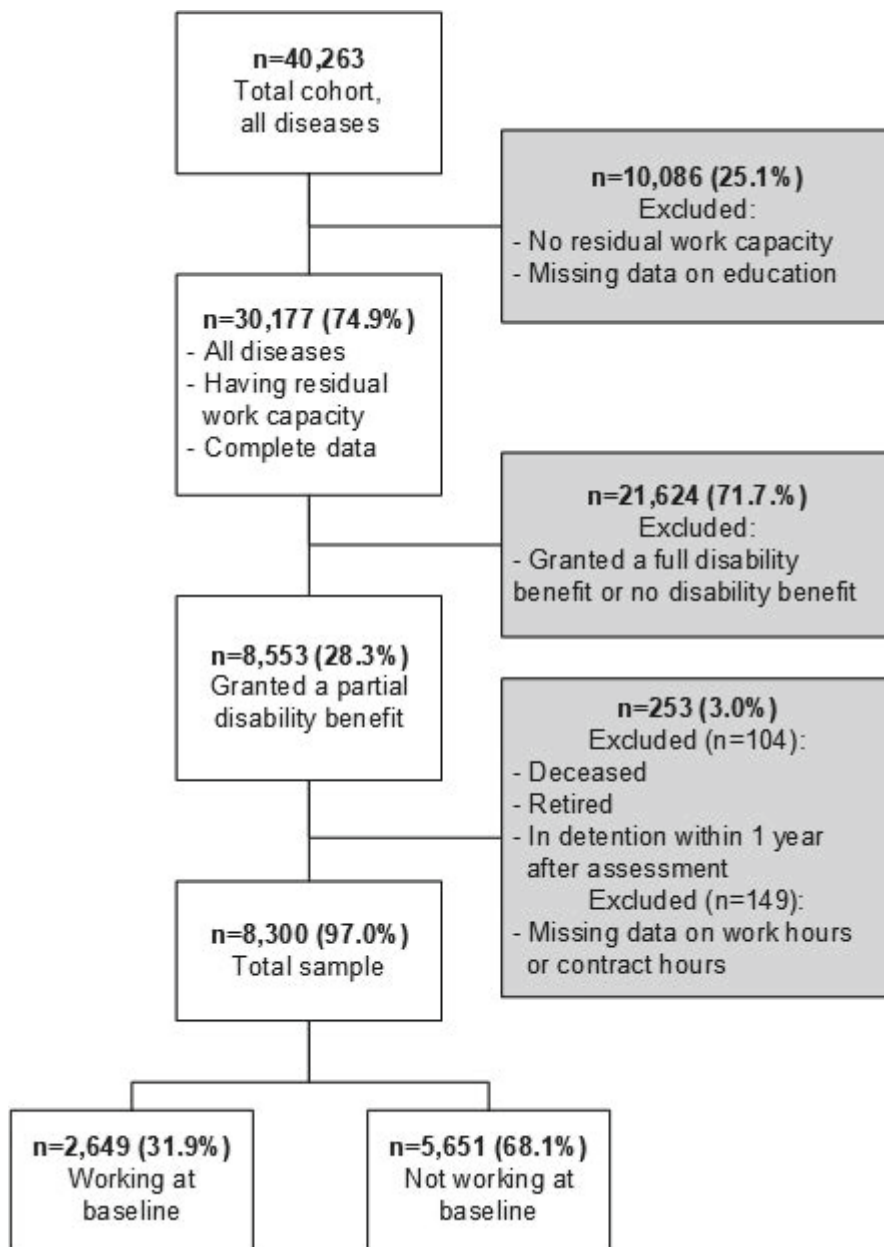 n=40,263
Total cohort,
all diseases
n=10,086 (25.1%)
Excluded:
- No residual work capacity
- Missing data on education
n=30,177 (74.9%)
- All diseases
- Having residual
work capacity
- Complete data
n=21,624 (71.7.%)
Excluded:
- Granted a full disability
benefit or no disability benefit
n=8,553 (28.3%)
Granted a partial
disability benefit
n=253 (3.0%)
Excluded (n=104):
- Deceased
- Retired
- In detention within 1 year
after assessment
Excluded (n=149):
- Missing data on work hours
or contract hours
n=8,300 (97.0%)
Total sample
n=2,649 (31.9%)
Working at
baseline
n=5,651 (68.1%)
Not working at
baseline